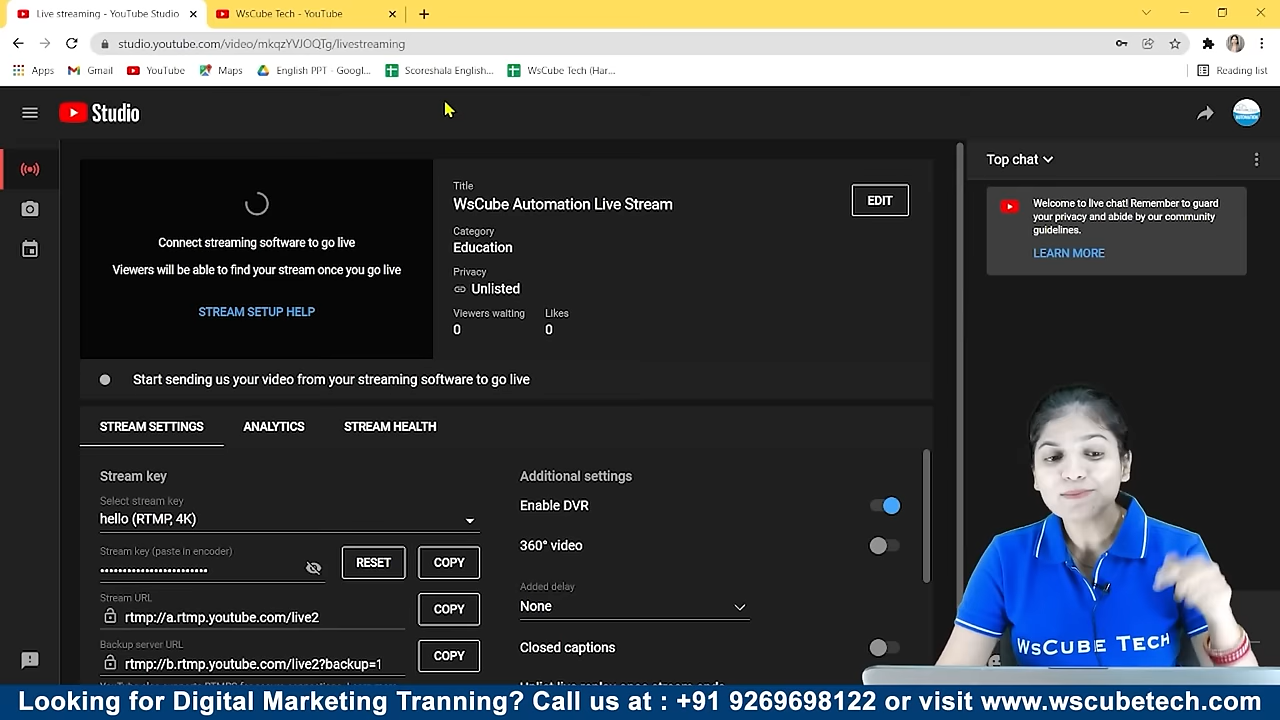 Live streaming - YouTube Studio
WsCube Tech - YouTube
studio.youtube.com/video/mkqzYVJOQTg/livestreaming
Apps
Gmail
YouTube
Maps
English PPT - Googl...
Scoreshala English...
WsCube Tech (Har...
Reading list
Studio
Connect streaming software to go live
Viewers will be able to find your stream once you go live
STREAM SETUP HELP
Title
WsCube Automation Live Stream
EDIT
Category
Education
Privacy
Unlisted
Viewers waiting
Likes
0
0
Top chat
Welcome to live chat! Remember to guard
your privacy and abide by our community
guidelines.
LEARN MORE
Start sending us your video from your streaming software to go live
STREAM SETTINGS
ANALYTICS
STREAM HEALTH
Stream key
Select stream key
hello (RTMP, 4K)
Stream key (paste in encoder)
RESET
COPY
Stream URL
rtmp://a.rtmp.youtube.com/live2
COPY
Backup server URL
rtmp://b.rtmp.youtube.com/live2?backup=1
COPY
Additional settings
Enable DVR
360° video
Added delay
None
Closed captions
WsCube Tech
Looking for Digital Marketing Tranning? Call us at : +91 9269698122 or visit www.wscubetech.com